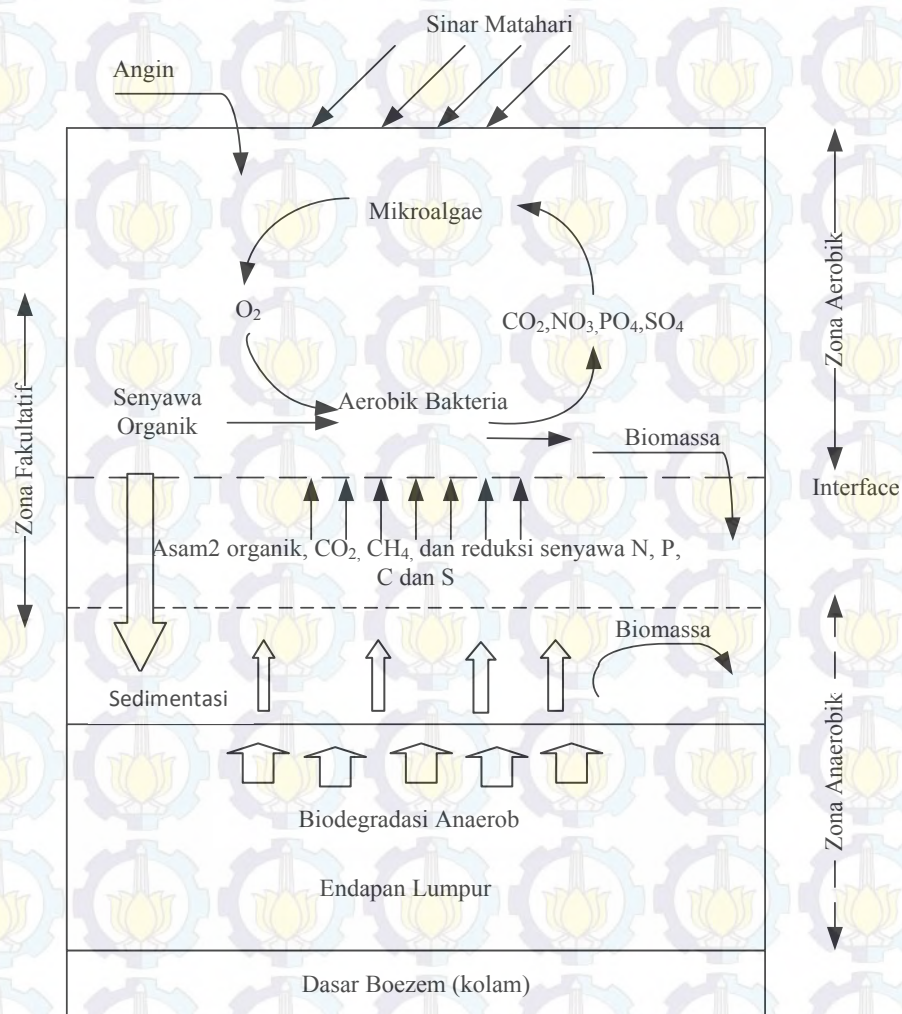 Sinar Matahari
Angin
Mikroalgae
O2
CO2,NO3,PO4,SO4
Senyawa
Organik
Aerobik Bakteria
Biomassa
Zona Fakultatif
Zona Aerobik
Interface
Asam2 organik, CO2, CH4, dan reduksi senyawa N, P,
C dan S
Biomassa
Sedimentasi
Zona Anaerobik
Biodegradasi Anaerob
Endapan Lumpur
Dasar Boezem (kolam)